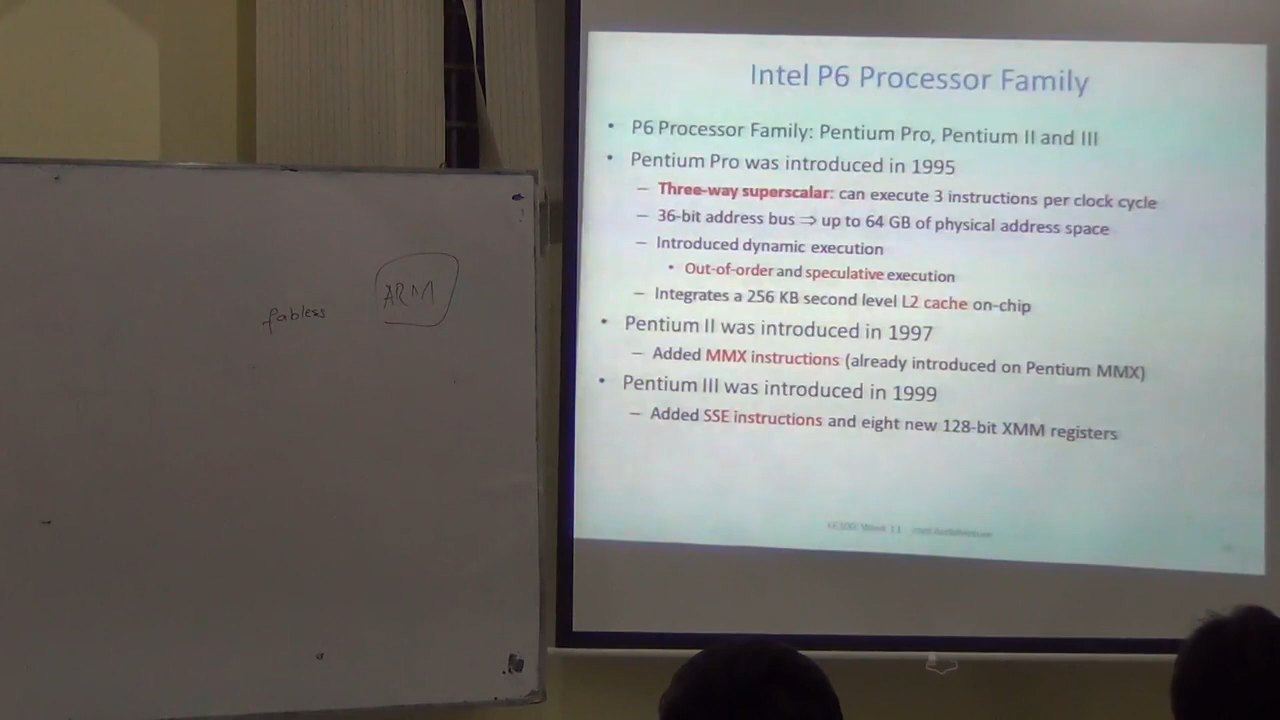 fabless
ARM
Intel P6 Processor Family
• P6 Processor Family: Pentium Pro, Pentium II and III
• Pentium Pro was introduced in 1995
– Three-way superscalar: can execute 3 instructions per clock cycle
– 36-bit address bus ⇒ up to 64 GB of physical address space
– Introduced dynamic execution
• Out-of-order and speculative execution
– Integrates a 256 KB second level L2 cache on-chip
• Pentium II was introduced in 1997
– Added MMX instructions (already introduced on Pentium MMX)
• Pentium III was introduced in 1999
– Added SSE instructions and eight new 128-bit XMM registers